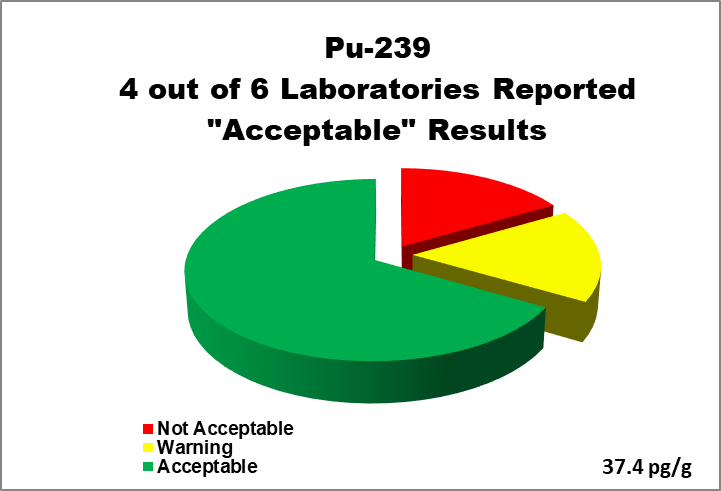 Pu-239
4 out of 6 Laboratories Reported
"Acceptable" Results
Not Acceptable
Warning
Acceptable
37.4 pg/g